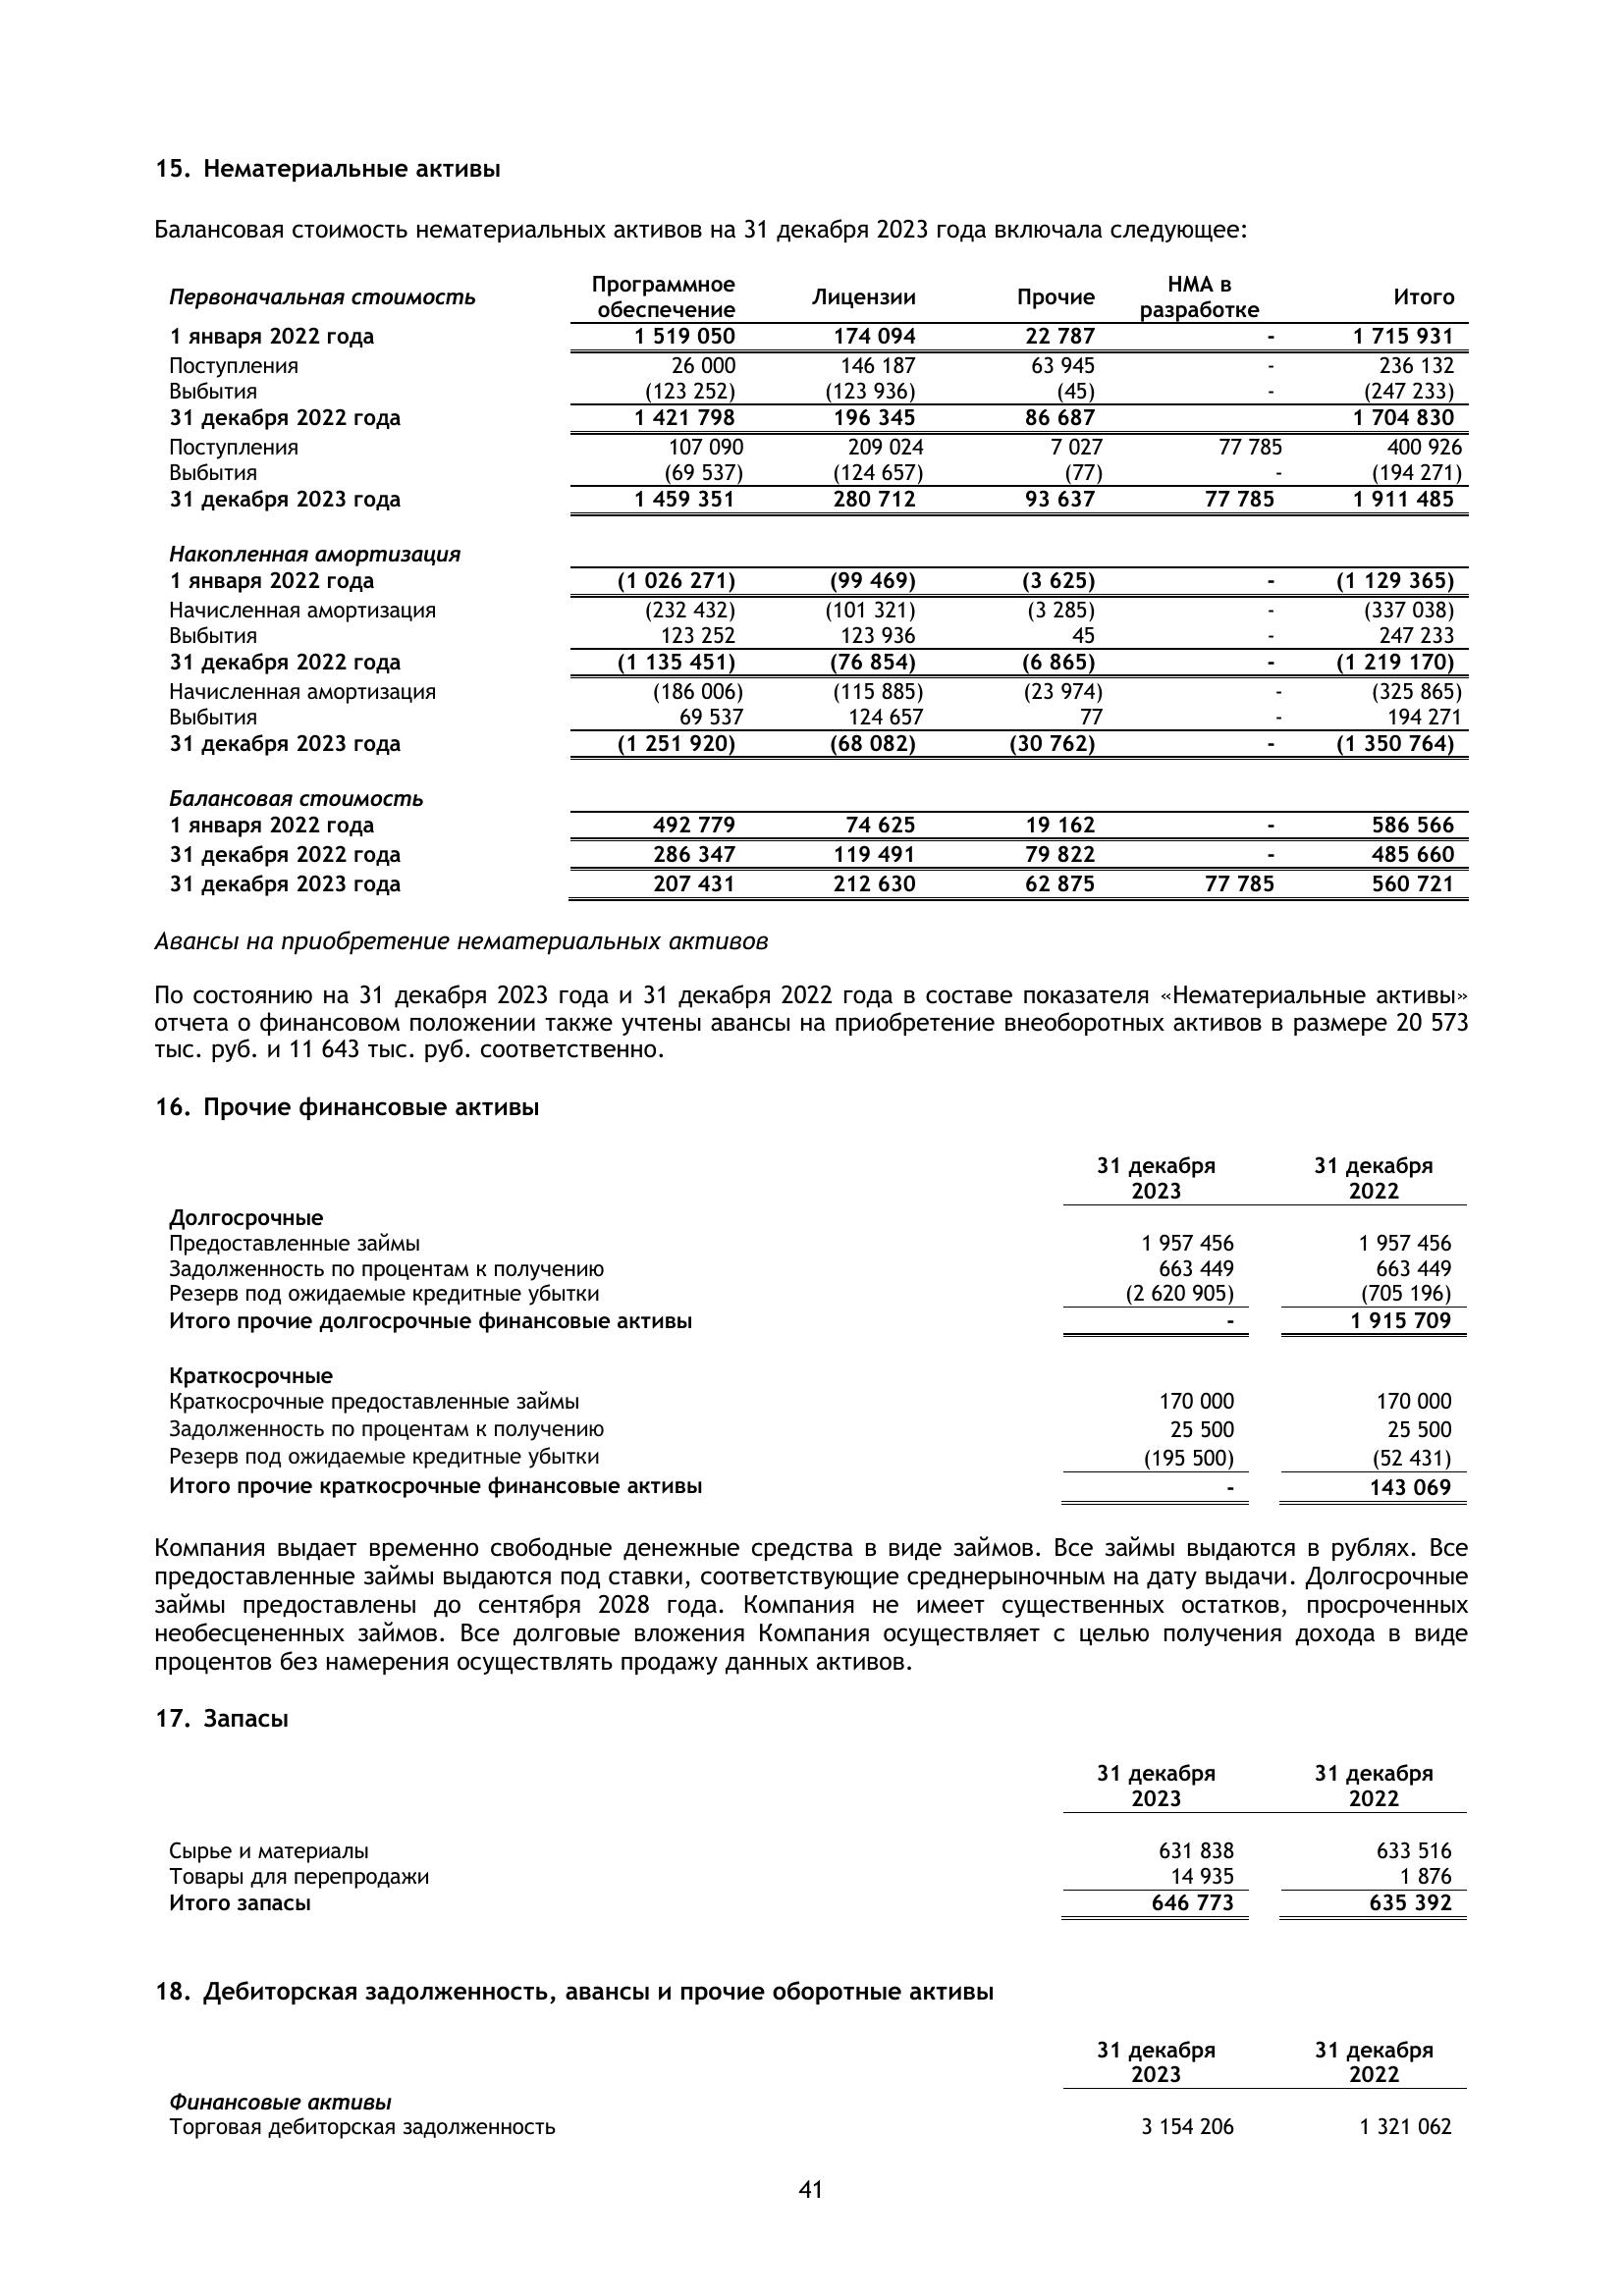 15. Нематериальные активы
Балансовая стоимость нематериальных активов на 31 декабря 2023 года включала следующее:
Первоначальная стоимость Программное обеспечение Лицензии Прочие НМА в разработке Итого
1 января 2022 года 1 519 050 174 094 22 787 - 1 715 931
Поступления 26 000 146 187 63 945 - 236 132
Выбытия (123 252) (123 936) (45) - (247 233)
31 декабря 2022 года 1 421 798 196 345 86 687 1 704 830
Поступления 107 090 209 024 7 027 77 785 400 926
Выбытия (69 537) (124 657) (77) - (194 271)
31 декабря 2023 года 1 459 351 280 712 93 637 77 785 1 911 485
Накопленная амортизация
1 января 2022 года (1 026 271) (99 469) (3 625) - (1 129 365)
Начисленная амортизация (232 432) (101 321) (3 285) - (337 038)
Выбытия 123 252 123 936 45 - 247 233
31 декабря 2022 года (1 135 451) (76 854) (6 865) - (1 219 170)
Начисленная амортизация (186 006) (115 885) (23 974) - (325 865)
Выбытия 69 537 124 657 77 - 194 271
31 декабря 2023 года (1 251 920) (68 082) (30 762) - (1 350 764)
Балансовая стоимость
1 января 2022 года 492 779 74 625 19 162 - 586 566
31 декабря 2022 года 286 347 119 491 79 822 - 485 660
31 декабря 2023 года 207 431 212 630 62 875 77 785 560 721
Авансы на приобретение нематериальных активов
По состоянию на 31 декабря 2023 года и 31 декабря 2022 года в составе показателя «Нематериальные активы»
отчета о финансовом положении также учтены авансы на приобретение внеоборотных активов в размере 20 573
тыс. руб. и 11 643 тыс. руб. соответственно.
16. Прочие финансовые активы
31 декабря 31 декабря
2023 2022
Долгосрочные
Предоставленные займы 1 957 456 1 957 456
Задолженность по процентам к получению 663 449 663 449
Резерв под ожидаемые кредитные убытки (2 620 905) (705 196)
Итого прочие долгосрочные финансовые активы - 1 915 709
Краткосрочные
Краткосрочные предоставленные займы 170 000 170 000
Задолженность по процентам к получению 25 500 25 500
Резерв под ожидаемые кредитные убытки (195 500) (52 431)
Итого прочие краткосрочные финансовые активы - 143 069
Компания выдает временно свободные денежные средства в виде займов. Все займы выдаются в рублях. Все
предоставленные займы выдаются под ставки, соответствующие среднерыночным на дату выдачи. Долгосрочные
займы предоставлены до сентября 2028 года. Компания не имеет существенных остатков, просроченных
необесцененных займов. Все долговые вложения Компания осуществляет с целью получения дохода в виде
процентов без намерения осуществлять продажу данных активов.
17. Запасы
31 декабря 31 декабря
2023 2022
Сырье и материалы 631 838 633 516
Товары для перепродажи 14 935 1 876
Итого запасы 646 773 635 392
18. Дебиторская задолженность, авансы и прочие оборотные активы
31 декабря 31 декабря
2023 2022
Финансовые активы
Торговая дебиторская задолженность 3 154 206 1 321 062
41